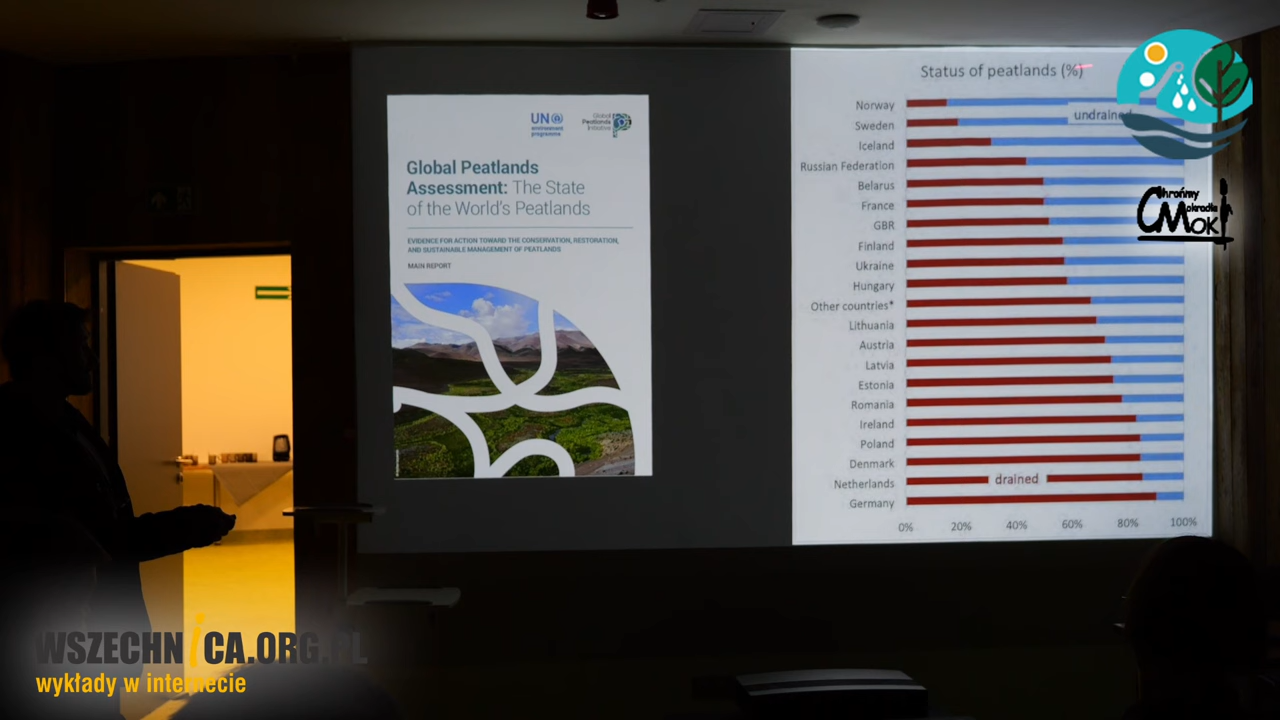 UN
environment
programme
Global
Peatlands
Initiative
Global Peatlands
Assessment: The State
of the World's Peatlands
EVIDENCE FOR ACTION TOWARD THE CONSERVATION, RESTORATION,
AND SUSTAINABLE MANAGEMENT OF PEATLANDS
MAIN REPORT
Status of peatlands (%)
Norway
undrained
Sweden
Iceland
Russian Federation
Belarus
France
GBR
Finland
Ukraine
Hungary
Other countries*
Lithuania
Austria
Latvia
Estonia
Romania
Ireland
Poland
Denmark
Netherlands
drained
Germany
0% 20% 40% 60% 80% 100%
Chrońmy
Mokradła
CMOK!
WSZECHNiCA.ORG.PL
wykłady w internecie